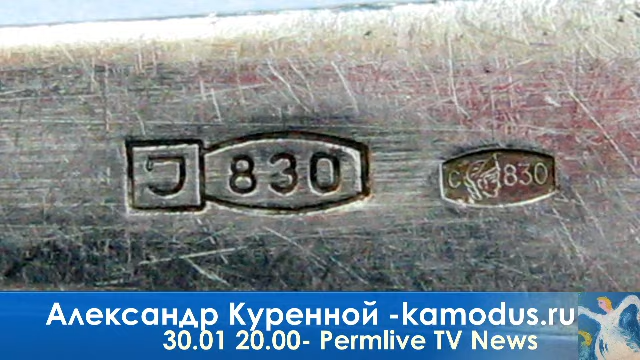 J 830 C 830
Александр Куренной -kamodus.ru
30.01 20.00- Permlive TV News